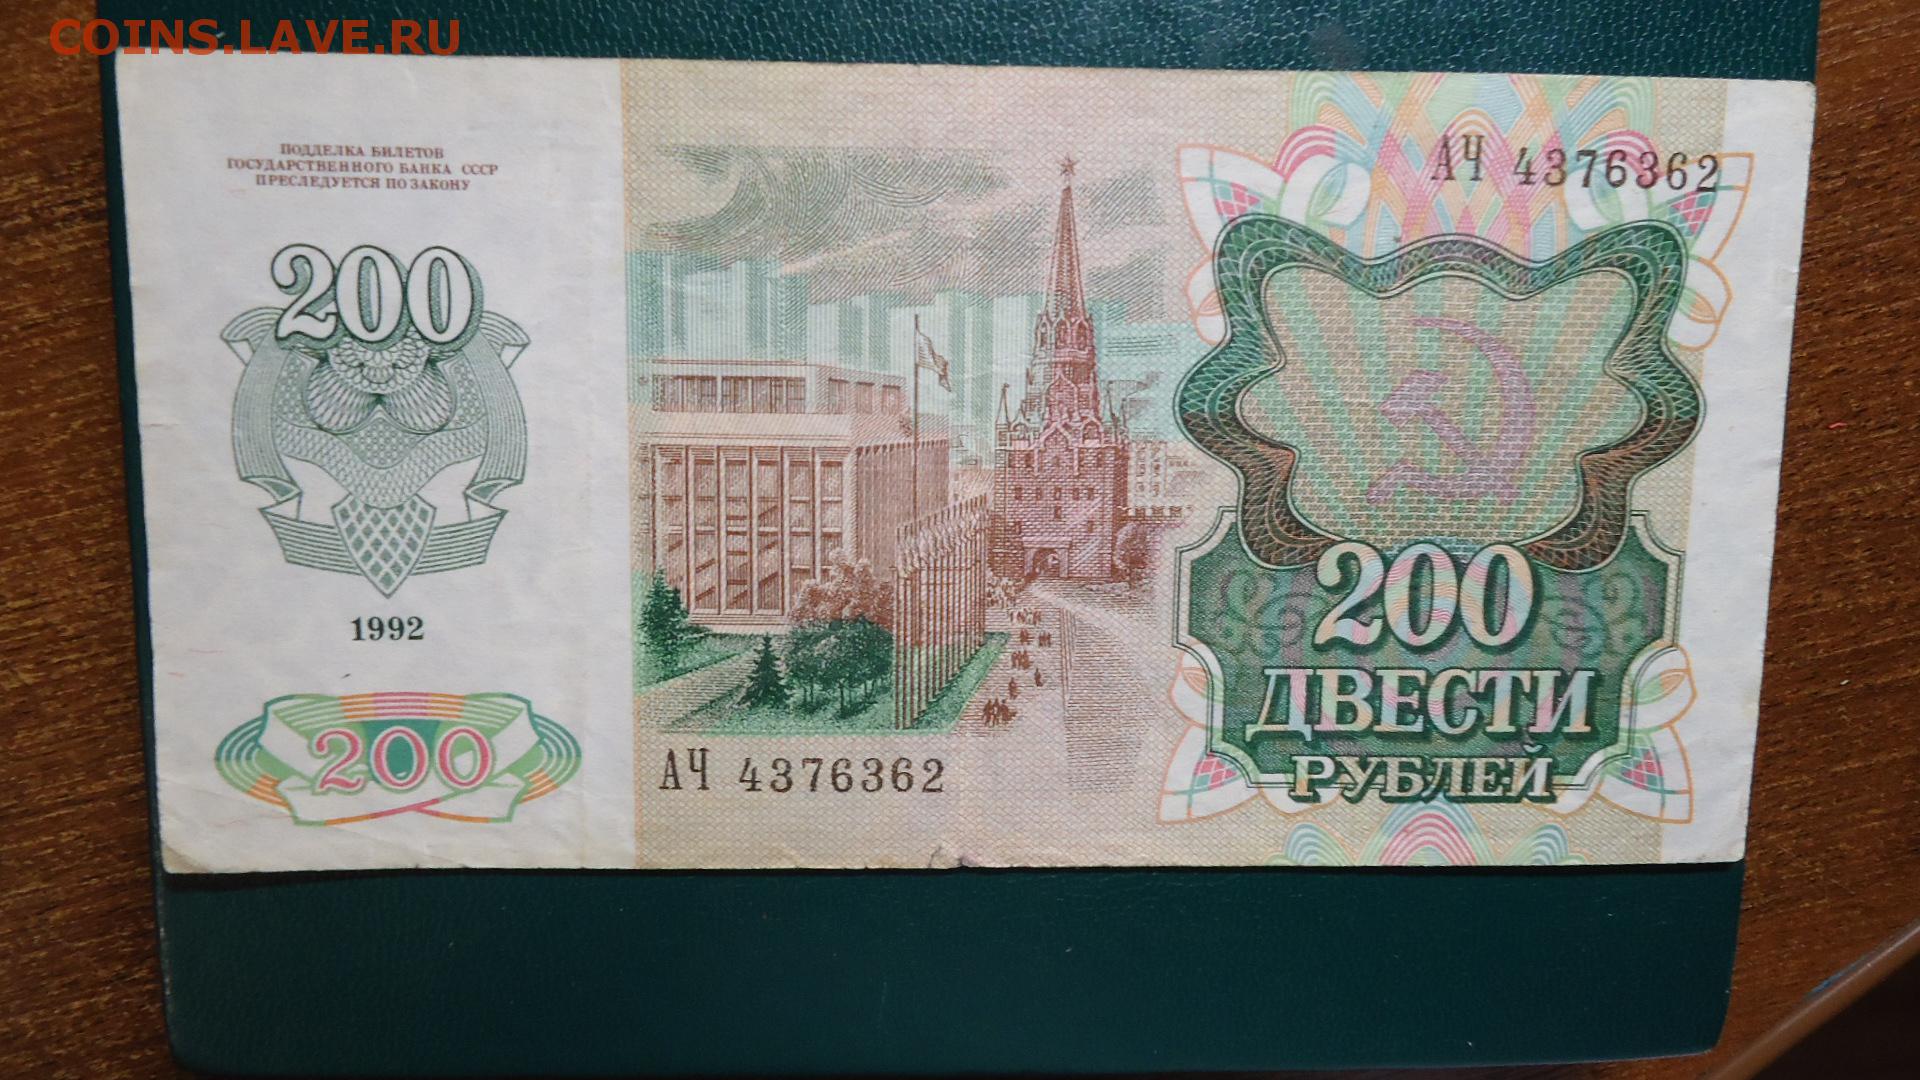 COINS.LAVE.RU
ПОДДЕЛКА БИЛЕТОВ
ГОСУДАРСТВЕННОГО БАНКА СССР
ПРЕСЛЕДУЕТСЯ ПО ЗАКОНУ
200
1992
200
АЧ 4376362
АЧ 4376362
200
ДВЕСТИ
РУБЛЕЙ